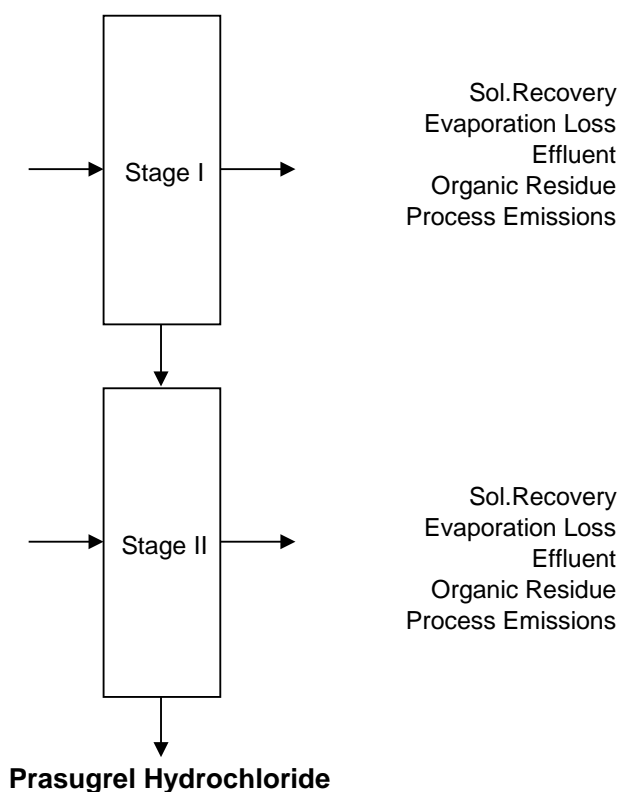 Stage I
Sol.Recovery
Evaporation Loss
Effluent
Organic Residue
Process Emissions
Stage II
Sol.Recovery
Evaporation Loss
Effluent
Organic Residue
Process Emissions
Prasugrel Hydrochloride